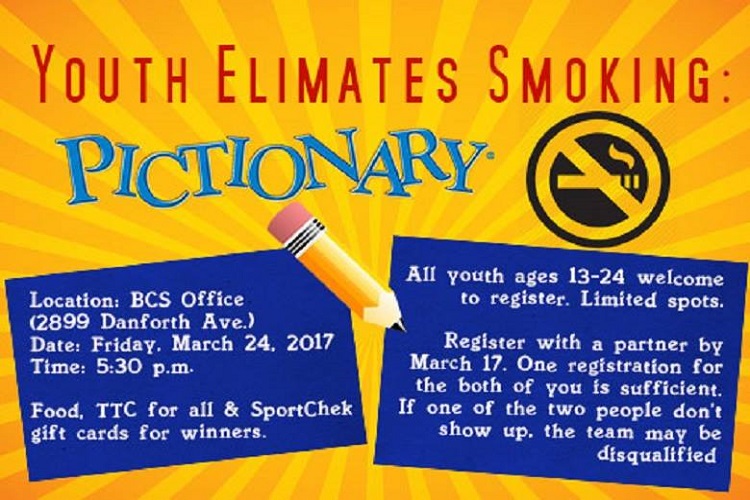 YOUTH ELIMATES SMOKING:
PICTIONARY
Location: BCS Office
(2899 Danforth Ave.)
Date: Friday, March 24, 2017
Time: 5:30 p.m.
Food, TTC for all & SportChek
gift cards for winners.
All youth ages 13-24 welcome
to register. Limited spots.
Register with a partner by
March 17. One registration for
the both of you is sufficient.
If one of the two people don't
show up, the team may be
disqualified